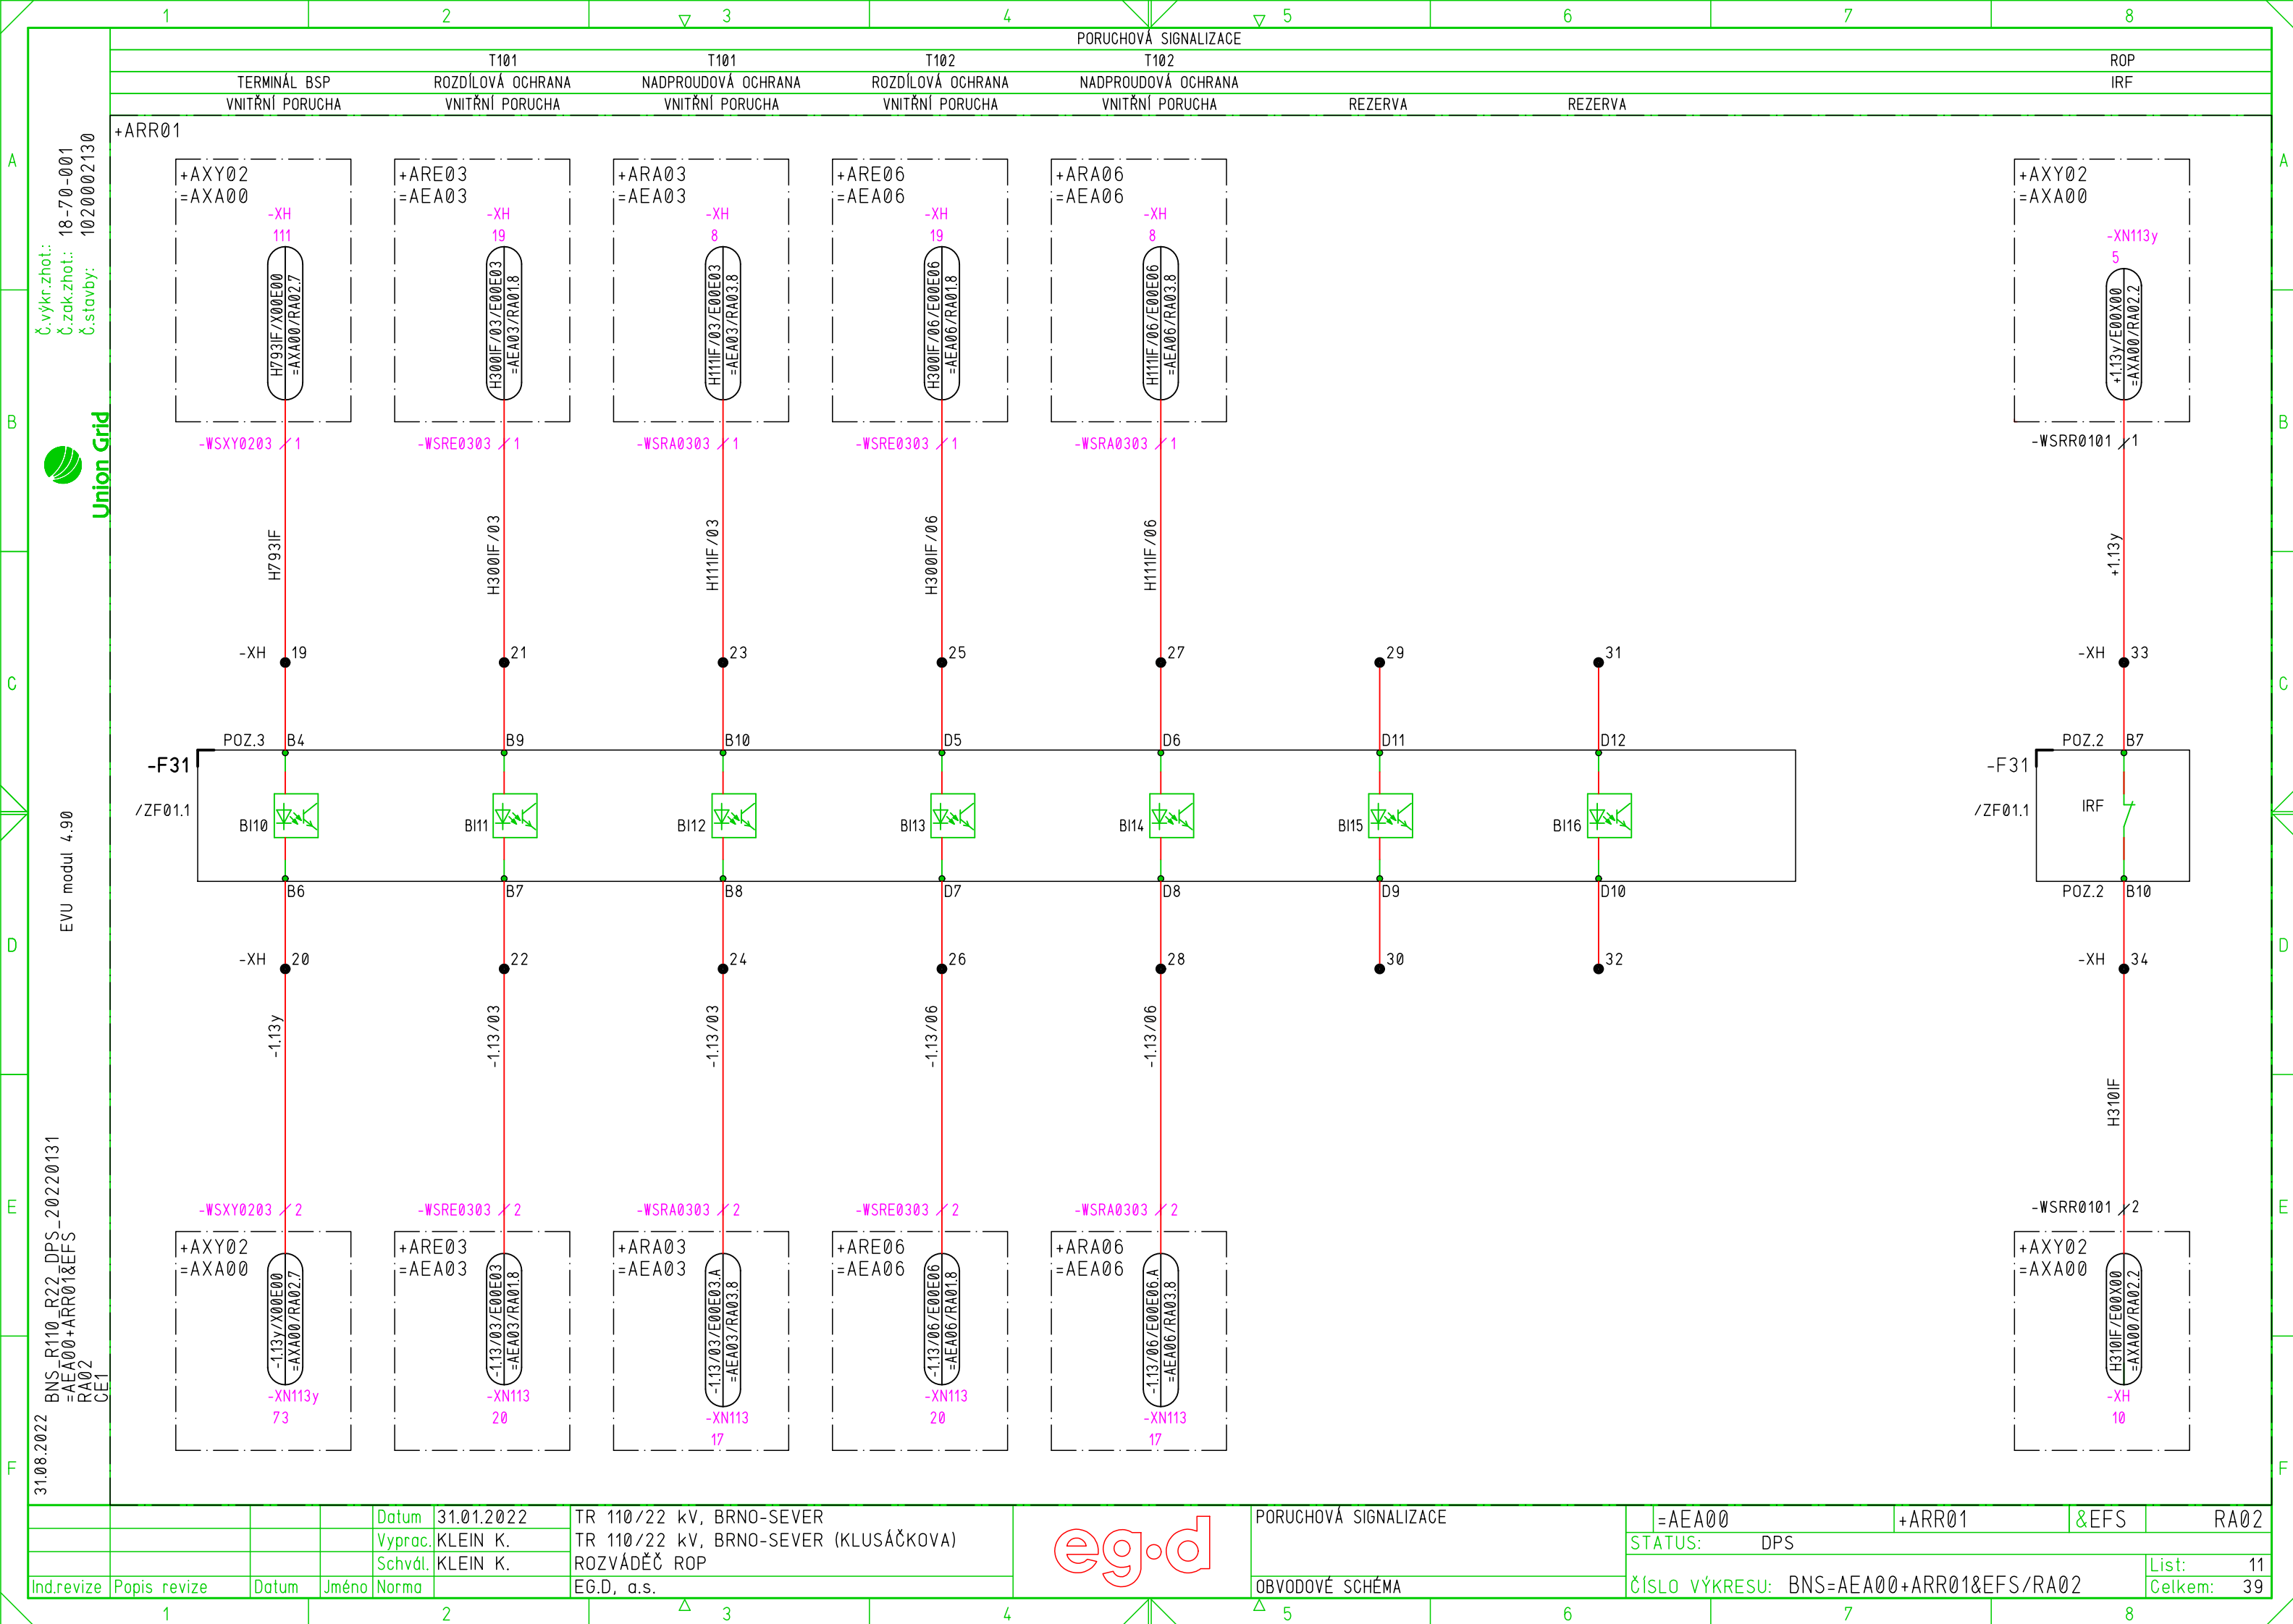 1 2 3 4 5 6 7 8
PORUCHOVÁ SIGNALIZACE
T101 T101 T102 T102 ROP
TERMINÁL BSP ROZDÍLOVÁ OCHRANA NADPROUDOVÁ OCHRANA ROZDÍLOVÁ OCHRANA NADPROUDOVÁ OCHRANA IRF
VNITŘNÍ PORUCHA VNITŘNÍ PORUCHA VNITŘNÍ PORUCHA VNITŘNÍ PORUCHA VNITŘNÍ PORUCHA REZERVA REZERVA
+ARR01
A A
+AXY02 +ARE03 +ARA03 +ARE06 +ARA06 +AXY02
=AXA00 =AEA03 =AEA03 =AEA06 =AEA06 =AXA00
-XH -XH -XH -XH -XH -XN113y
111 19 8 19 8 5
H793IF/X00E00 H300IF/03/E00E03 H111IF/03/E00E03 H300IF/06/E00E06 H111IF/06/E00E06 +1.13y/E00X00
=AXA00/RA02.7 =AEA03/RA01.8 =AEA03/RA03.8 =AEA06/RA01.8 =AEA06/RA03.8 =AXA00/RA02.2
B B
-WSXY0203 1 -WSRE0303 1 -WSRA0303 1 -WSRE0303 1 -WSRA0303 1 -WSRR0101 1
H793IF H300IF/03 H111IF/03 H300IF/06 H111IF/06 +1.13y
-XH 19 21 23 25 27 29 31 -XH 33
C C
POZ.3 B4 B9 B10 D5 D6 D11 D12 POZ.2 B7
-F31 -F31
/ZF01.1 IRF /ZF01.1
BI10 BI11 BI12 BI13 BI14 BI15 BI16
B6 B7 B8 D7 D8 D9 D10 POZ.2 B10
D D
-XH 20 22 24 26 28 30 32 -XH 34
-1.13y -1.13/03 -1.13/03 -1.13/06 -1.13/06 H310IF
E E
-WSXY0203 2 -WSRE0303 2 -WSRA0303 2 -WSRE0303 2 -WSRA0303 2 -WSRR0101 2
+AXY02 +ARE03 +ARA03 +ARE06 +ARA06 +AXY02
=AXA00 =AEA03 =AEA03 =AEA06 =AEA06 =AXA00
-1.13y/X00E00 -1.13/03/E00E03 -1.13/03/E00E03.A -1.13/06/E00E06 -1.13/06/E00E06.A H310IF/E00X00
=AXA00/RA02.7 =AEA03/RA01.8 =AEA03/RA03.8 =AEA06/RA01.8 =AEA06/RA03.8 =AXA00/RA02.2
-XN113y -XN113 -XN113 -XN113 -XN113 -XH
73 20 17 20 17 10
F F
Č.výkr.zhot.:
Č.zak.zhot.: 18-70-001
Č.stavby: 1020002130
Union Grid
EVU modul 4.90
BNS_R110_R22_DPS_20220131
=AEA00+ARR01&EFS
RA02
CE1
31.08.2022
Datum 31.01.2022 TR 110/22 kV, BRNO-SEVER
Vyprac. KLEIN K. TR 110/22 kV, BRNO-SEVER (KLUSÁČKOVA)
Schvál. KLEIN K. ROZVÁDĚČ ROP
Ind.revize Popis revize Datum Jméno Norma EG.D, a.s.
eg·d
PORUCHOVÁ SIGNALIZACE
OBVODOVÉ SCHÉMA
=AEA00 +ARR01 &EFS RA02
STATUS: DPS
List: 11
ČÍSLO VÝKRESU: BNS=AEA00+ARR01&EFS/RA02 Celkem: 39
1 2 3 4 5 6 7 8